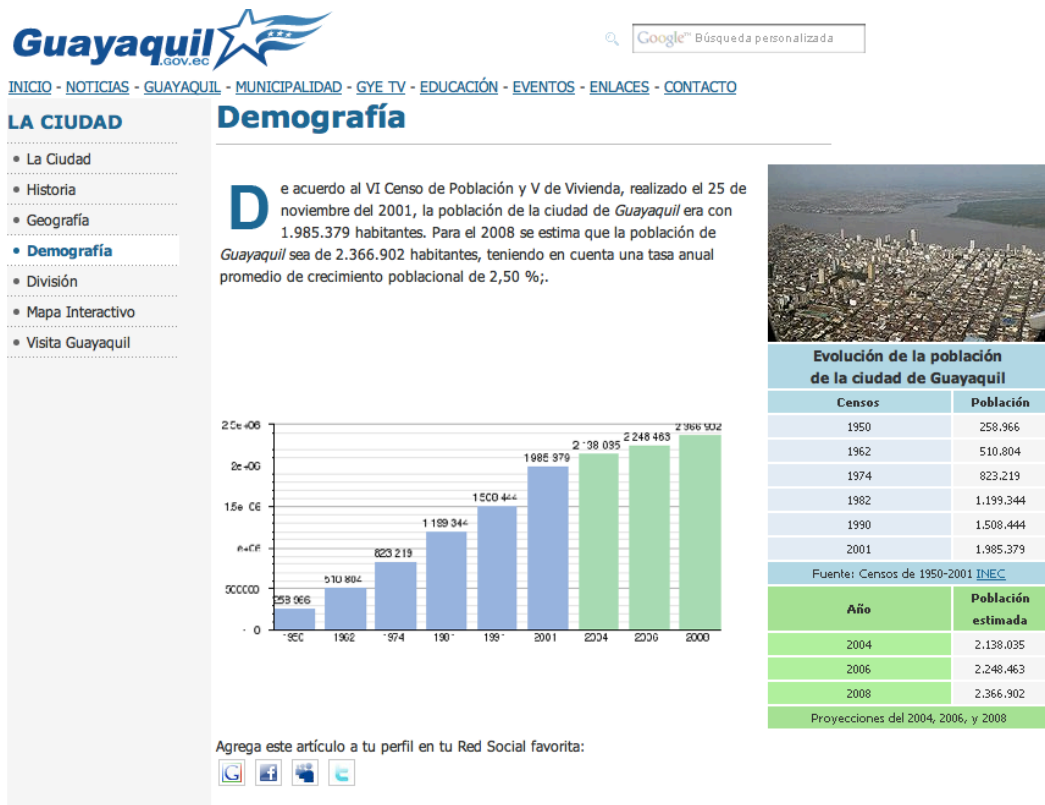 Guayaquil
.GOV.EC
Google™ Búsqueda personalizada
INICIO - NOTICIAS - GUAYAQUIL - MUNICIPALIDAD - GYE TV - EDUCACIÓN - EVENTOS - ENLACES - CONTACTO
LA CIUDAD
• La Ciudad
• Historia
• Geografía
• Demografía
• División
• Mapa Interactivo
• Visita Guayaquil
Demografía
De acuerdo al VI Censo de Población y V de Vivienda, realizado el 25 de
noviembre del 2001, la población de la ciudad de Guayaquil era con
1.985.379 habitantes. Para el 2008 se estima que la población de
Guayaquil sea de 2.366.902 habitantes, teniendo en cuenta una tasa anual
promedio de crecimiento poblacional de 2,50 %;.
2.5e+06
2e+06
500000
0
258 966
510 804
823 219
1 199 344
1985 379
2 248 463
2 366 902
1950
1962
2001
2004
2006
Evolución de la población
de la ciudad de Guayaquil
Censos Población
1950 258.966
1962 510.804
1974 823.219
1982 1.199.344
1990 1.508.444
2001 1.985.379
Fuente: Censos de 1950-2001 INEC
Año Población estimada
2004 2.138.035
2006 2.248.463
2008 2.366.902
Proyecciones del 2004, 2006, y 2008
Agrega este artículo a tu perfil en tu Red Social favorita: